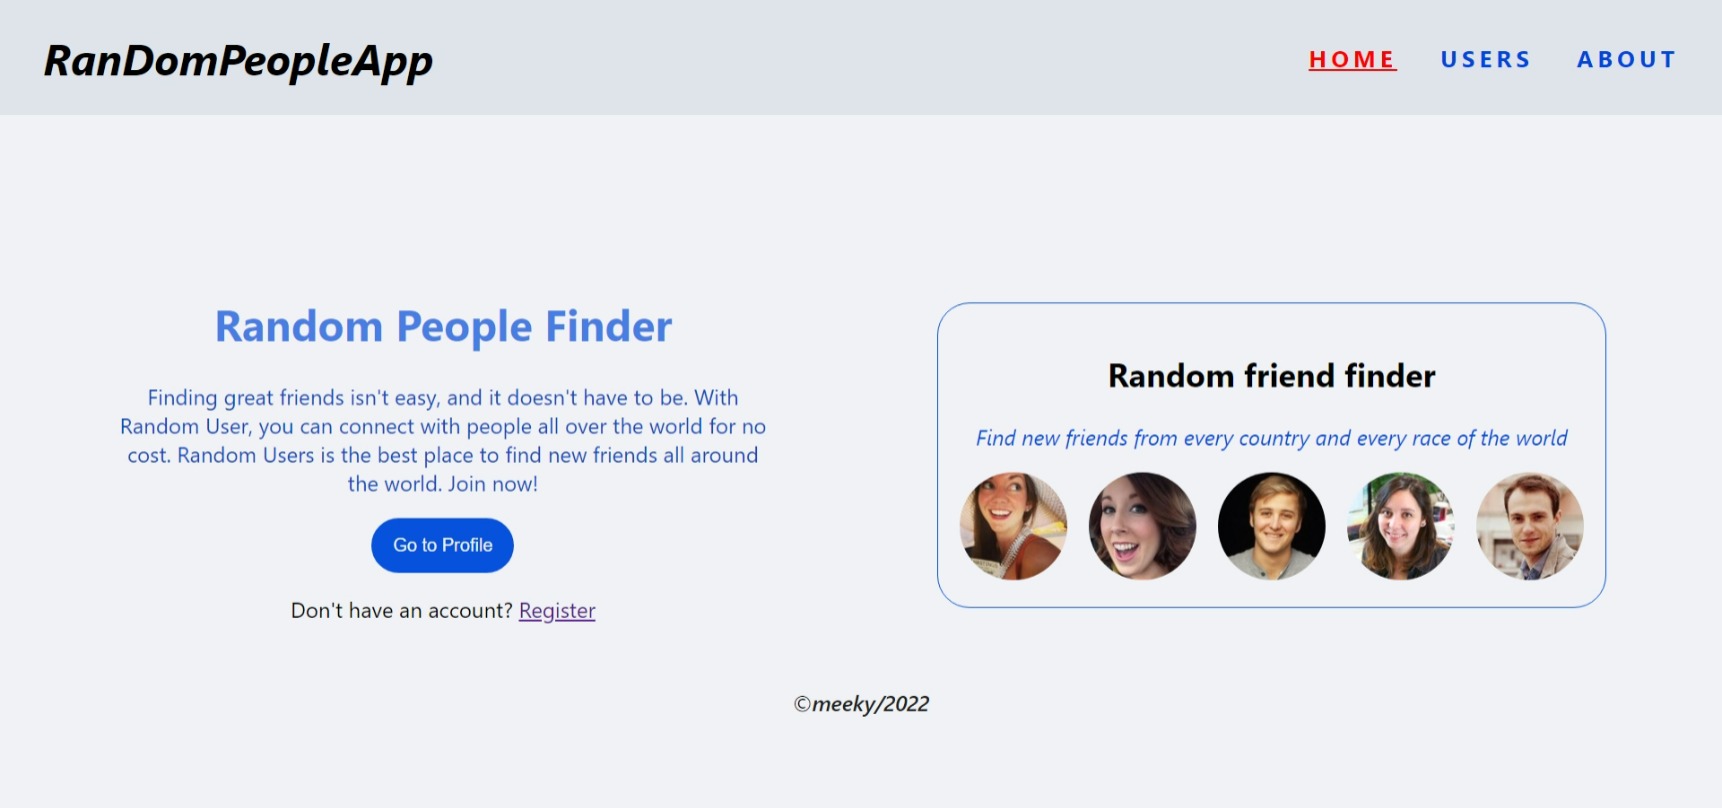 RanDomPeopleApp
HOME USERS ABOUT
Random People Finder
Finding great friends isn't easy, and it doesn't have to be. With
Random User, you can connect with people all over the world for no
cost. Random Users is the best place to find new friends all around
the world. Join now!
Go to Profile
Don't have an account? Register
Random friend finder
Find new friends from every country and every race of the world
©meeky/2022